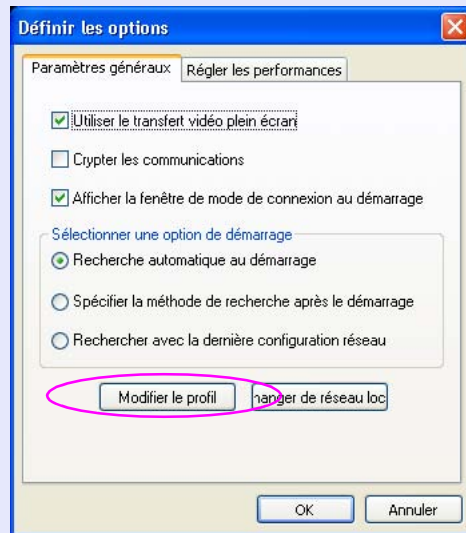 Définir les options
Paramètres généraux Régler les performances
Utiliser le transfert vidéo plein écran
Crypter les communications
Afficher la fenêtre de mode de connexion au démarrage
Sélectionner une option de démarrage
Recherche automatique au démarrage
Spécifier la méthode de recherche après le démarrage
Rechercher avec la dernière configuration réseau
Modifier le profil hanger de réseau loc
OK Annuler